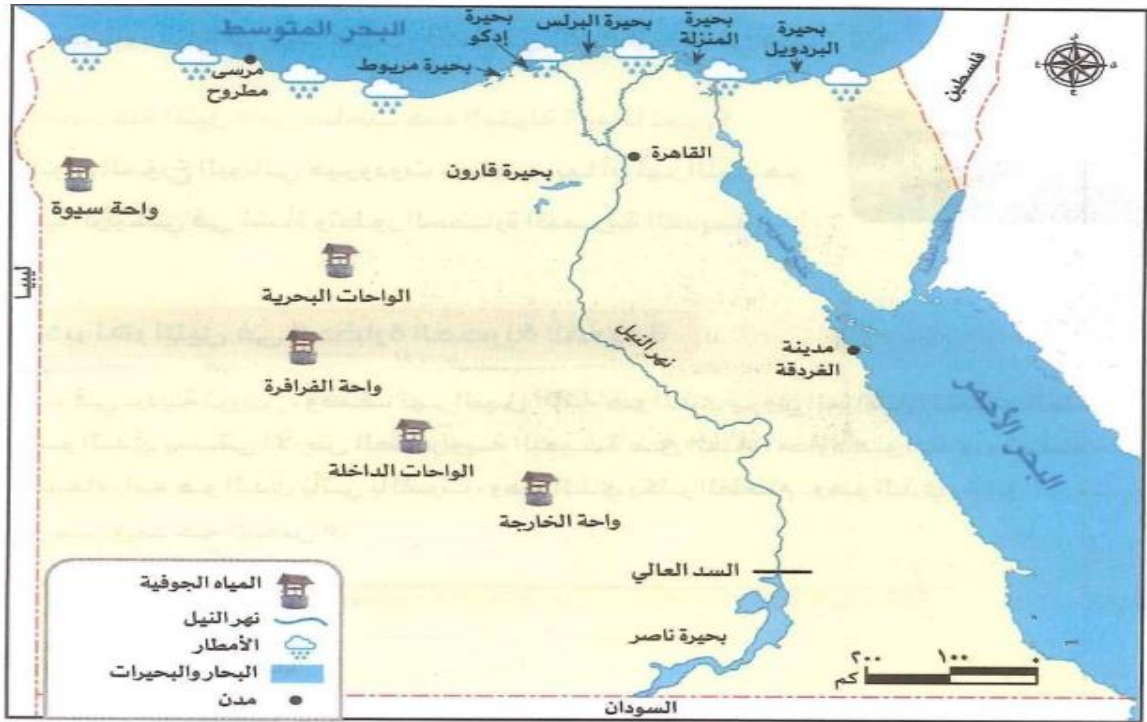 البحر المتوسط
بحيرة
إدكو
بحيرة البرلس
بحيرة
المنزلة
بحيرة
البردويل
بحيرة مريوط
مرسى
مطروح
فلسطين
القاهرة
بحيرة قارون
واحة سيوة
ليبيا
الواحات البحرية
نهر النيل
مدينة
الغردقة
واحة الفرافرة
البحر الأحمر
الواحات الداخلة
واحة الخارجة
السد العالي
بحيرة ناصر
المياه الجوفية
نهر النيل
الأمطار
البحار والبحيرات
مدن
٢٠٠ ١٠٠ ٠
كم
السودان